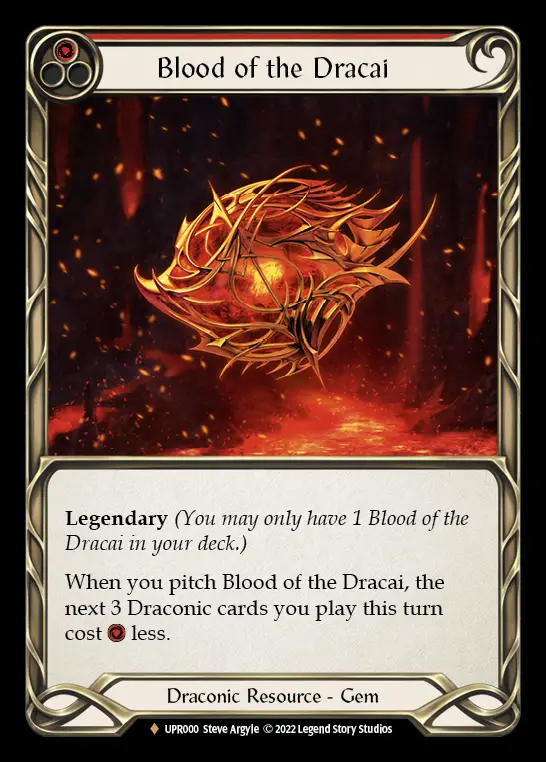 Blood of the Dracai
Legendary (You may only have 1 Blood of the
Dracai in your deck.)
When you pitch Blood of the Dracai, the
next 3 Draconic cards you play this turn
cost less.
Draconic Resource - Gem
UPR000 Steve Argyle © 2022 Legend Story Studios